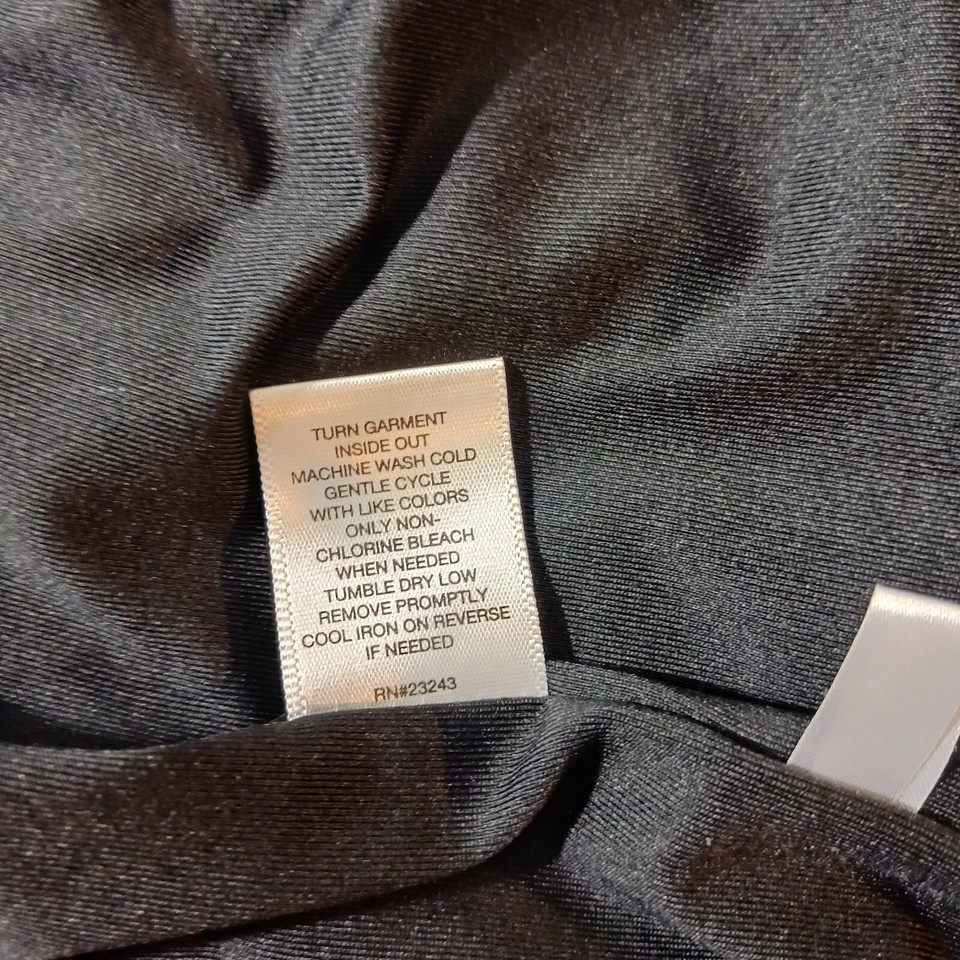 TURN GARMENT
INSIDE OUT
MACHINE WASH COLD
GENTLE CYCLE
WITH LIKE COLORS
ONLY NON-
CHLORINE BLEACH
WHEN NEEDED
TUMBLE DRY LOW
REMOVE PROMPTLY
COOL IRON ON REVERSE
IF NEEDED
RN#23243